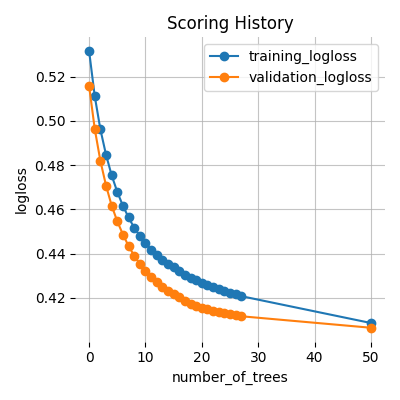 Scoring History
training_logloss
validation_logloss
logloss
0.52
0.50
0.48
0.46
0.44
0.42
0 10 20 30 40 50
number_of_trees